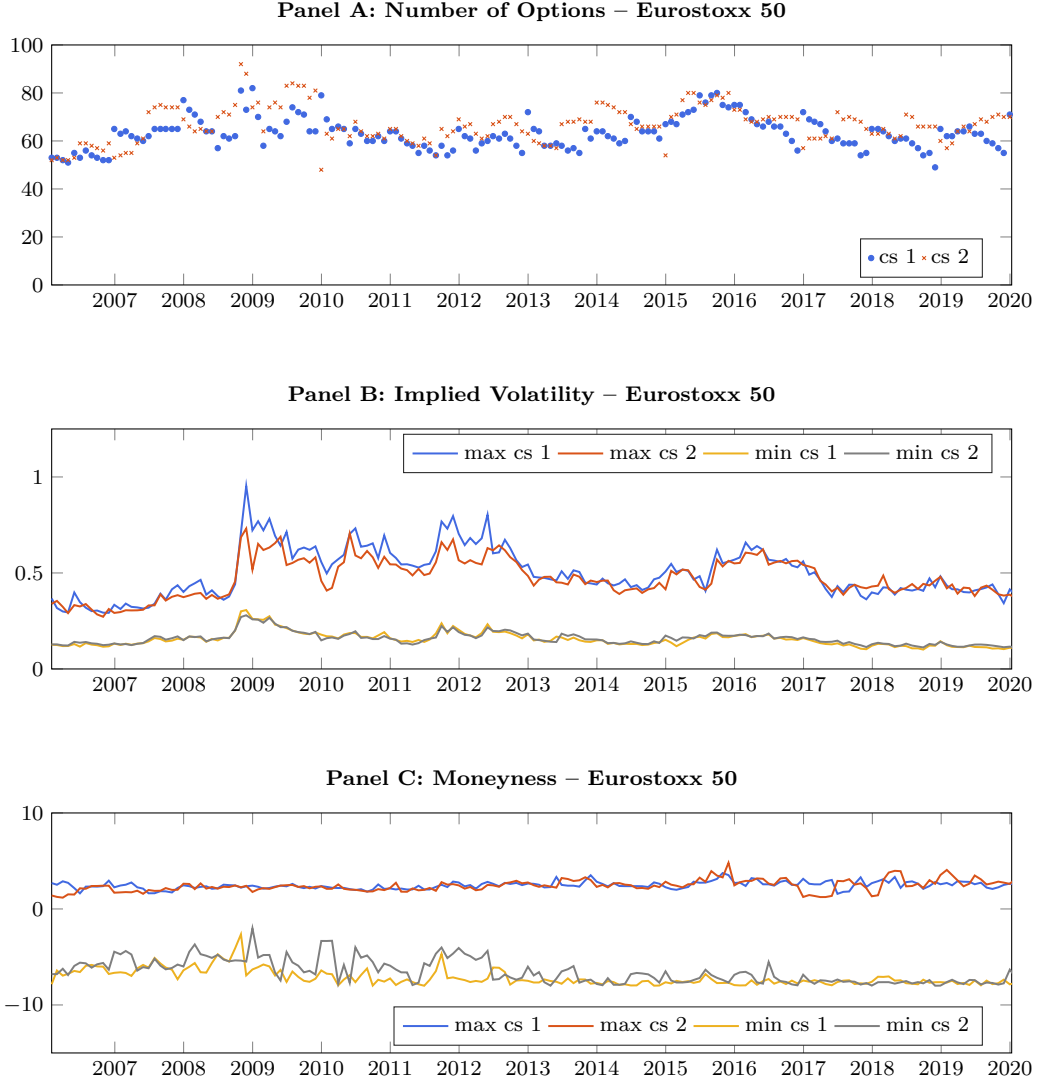 Panel A: Number of Options – Eurostoxx 50
100
80
60
40
20
0
cs 1 cs 2
2007 2008 2009 2010 2011 2012 2013 2014 2015 2016 2017 2018 2019 2020
Panel B: Implied Volatility – Eurostoxx 50
max cs 1 max cs 2 min cs 1 min cs 2
1
0.5
0
2007 2008 2009 2010 2011 2012 2013 2014 2015 2016 2017 2018 2019 2020
Panel C: Moneyness – Eurostoxx 50
10
0
−10
max cs 1 max cs 2 min cs 1 min cs 2
2007 2008 2009 2010 2011 2012 2013 2014 2015 2016 2017 2018 2019 2020